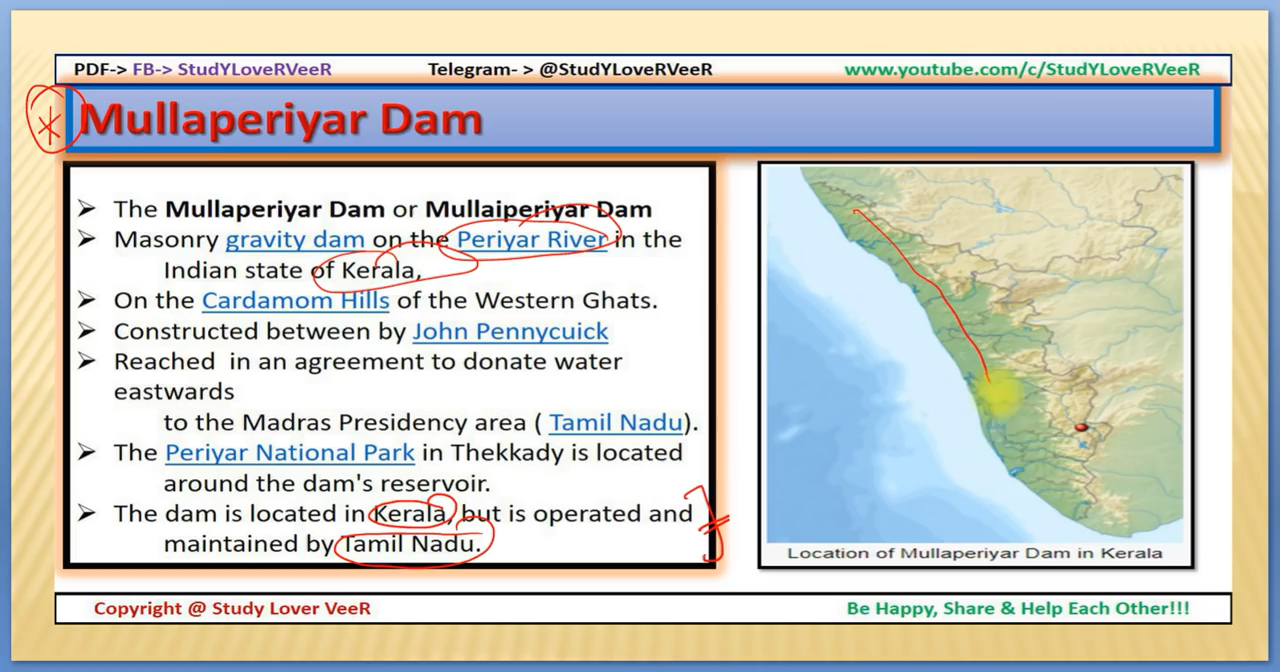 PDF-> FB-> StudYLoveRVeeR Telegram- > @StudYLoveRVeeR www.youtube.com/c/StudYLoveRVeeR
Mullaperiyar Dam
➢ The Mullaperiyar Dam or Mullaiperiyar Dam
➢ Masonry gravity dam on the Periyar River in the
Indian state of Kerala,
➢ On the Cardamom Hills of the Western Ghats.
➢ Constructed between by John Pennycuick
➢ Reached in an agreement to donate water
eastwards
to the Madras Presidency area ( Tamil Nadu).
➢ The Periyar National Park in Thekkady is located
around the dam's reservoir.
➢ The dam is located in Kerala, but is operated and
maintained by Tamil Nadu.
Location of Mullaperiyar Dam in Kerala
Copyright @ Study Lover VeeR Be Happy, Share & Help Each Other!!!